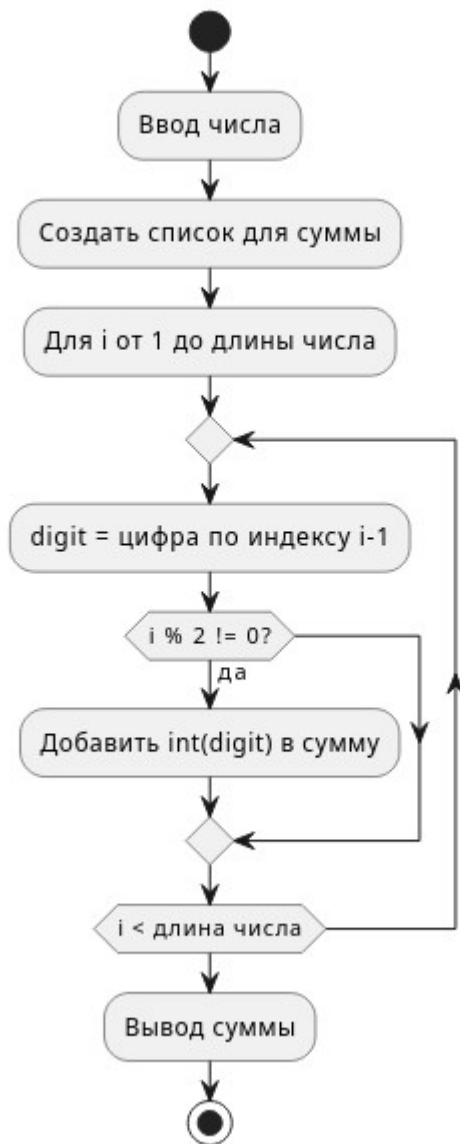 Ввод числа
Создать список для суммы
Для i от 1 до длины числа
digit = цифра по индексу i-1
i % 2 != 0?
да
Добавить int(digit) в сумму
i < длина числа
Вывод суммы